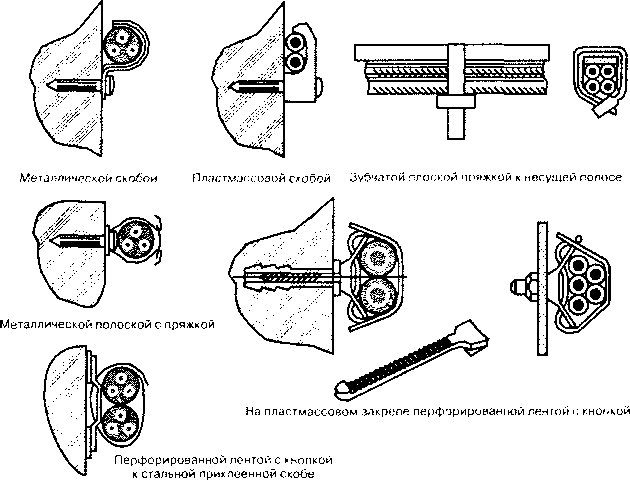 Металлической скобой
Пластмассовой скобой
Зубчатой плоской пряжкой к несущей полосе
Металлической полоской с пряжкой
На пластмассовом закрепе перфорированной лентой с кнопкой
Перфорированной лентой с кнопкой
к стальной приклеенной скобе